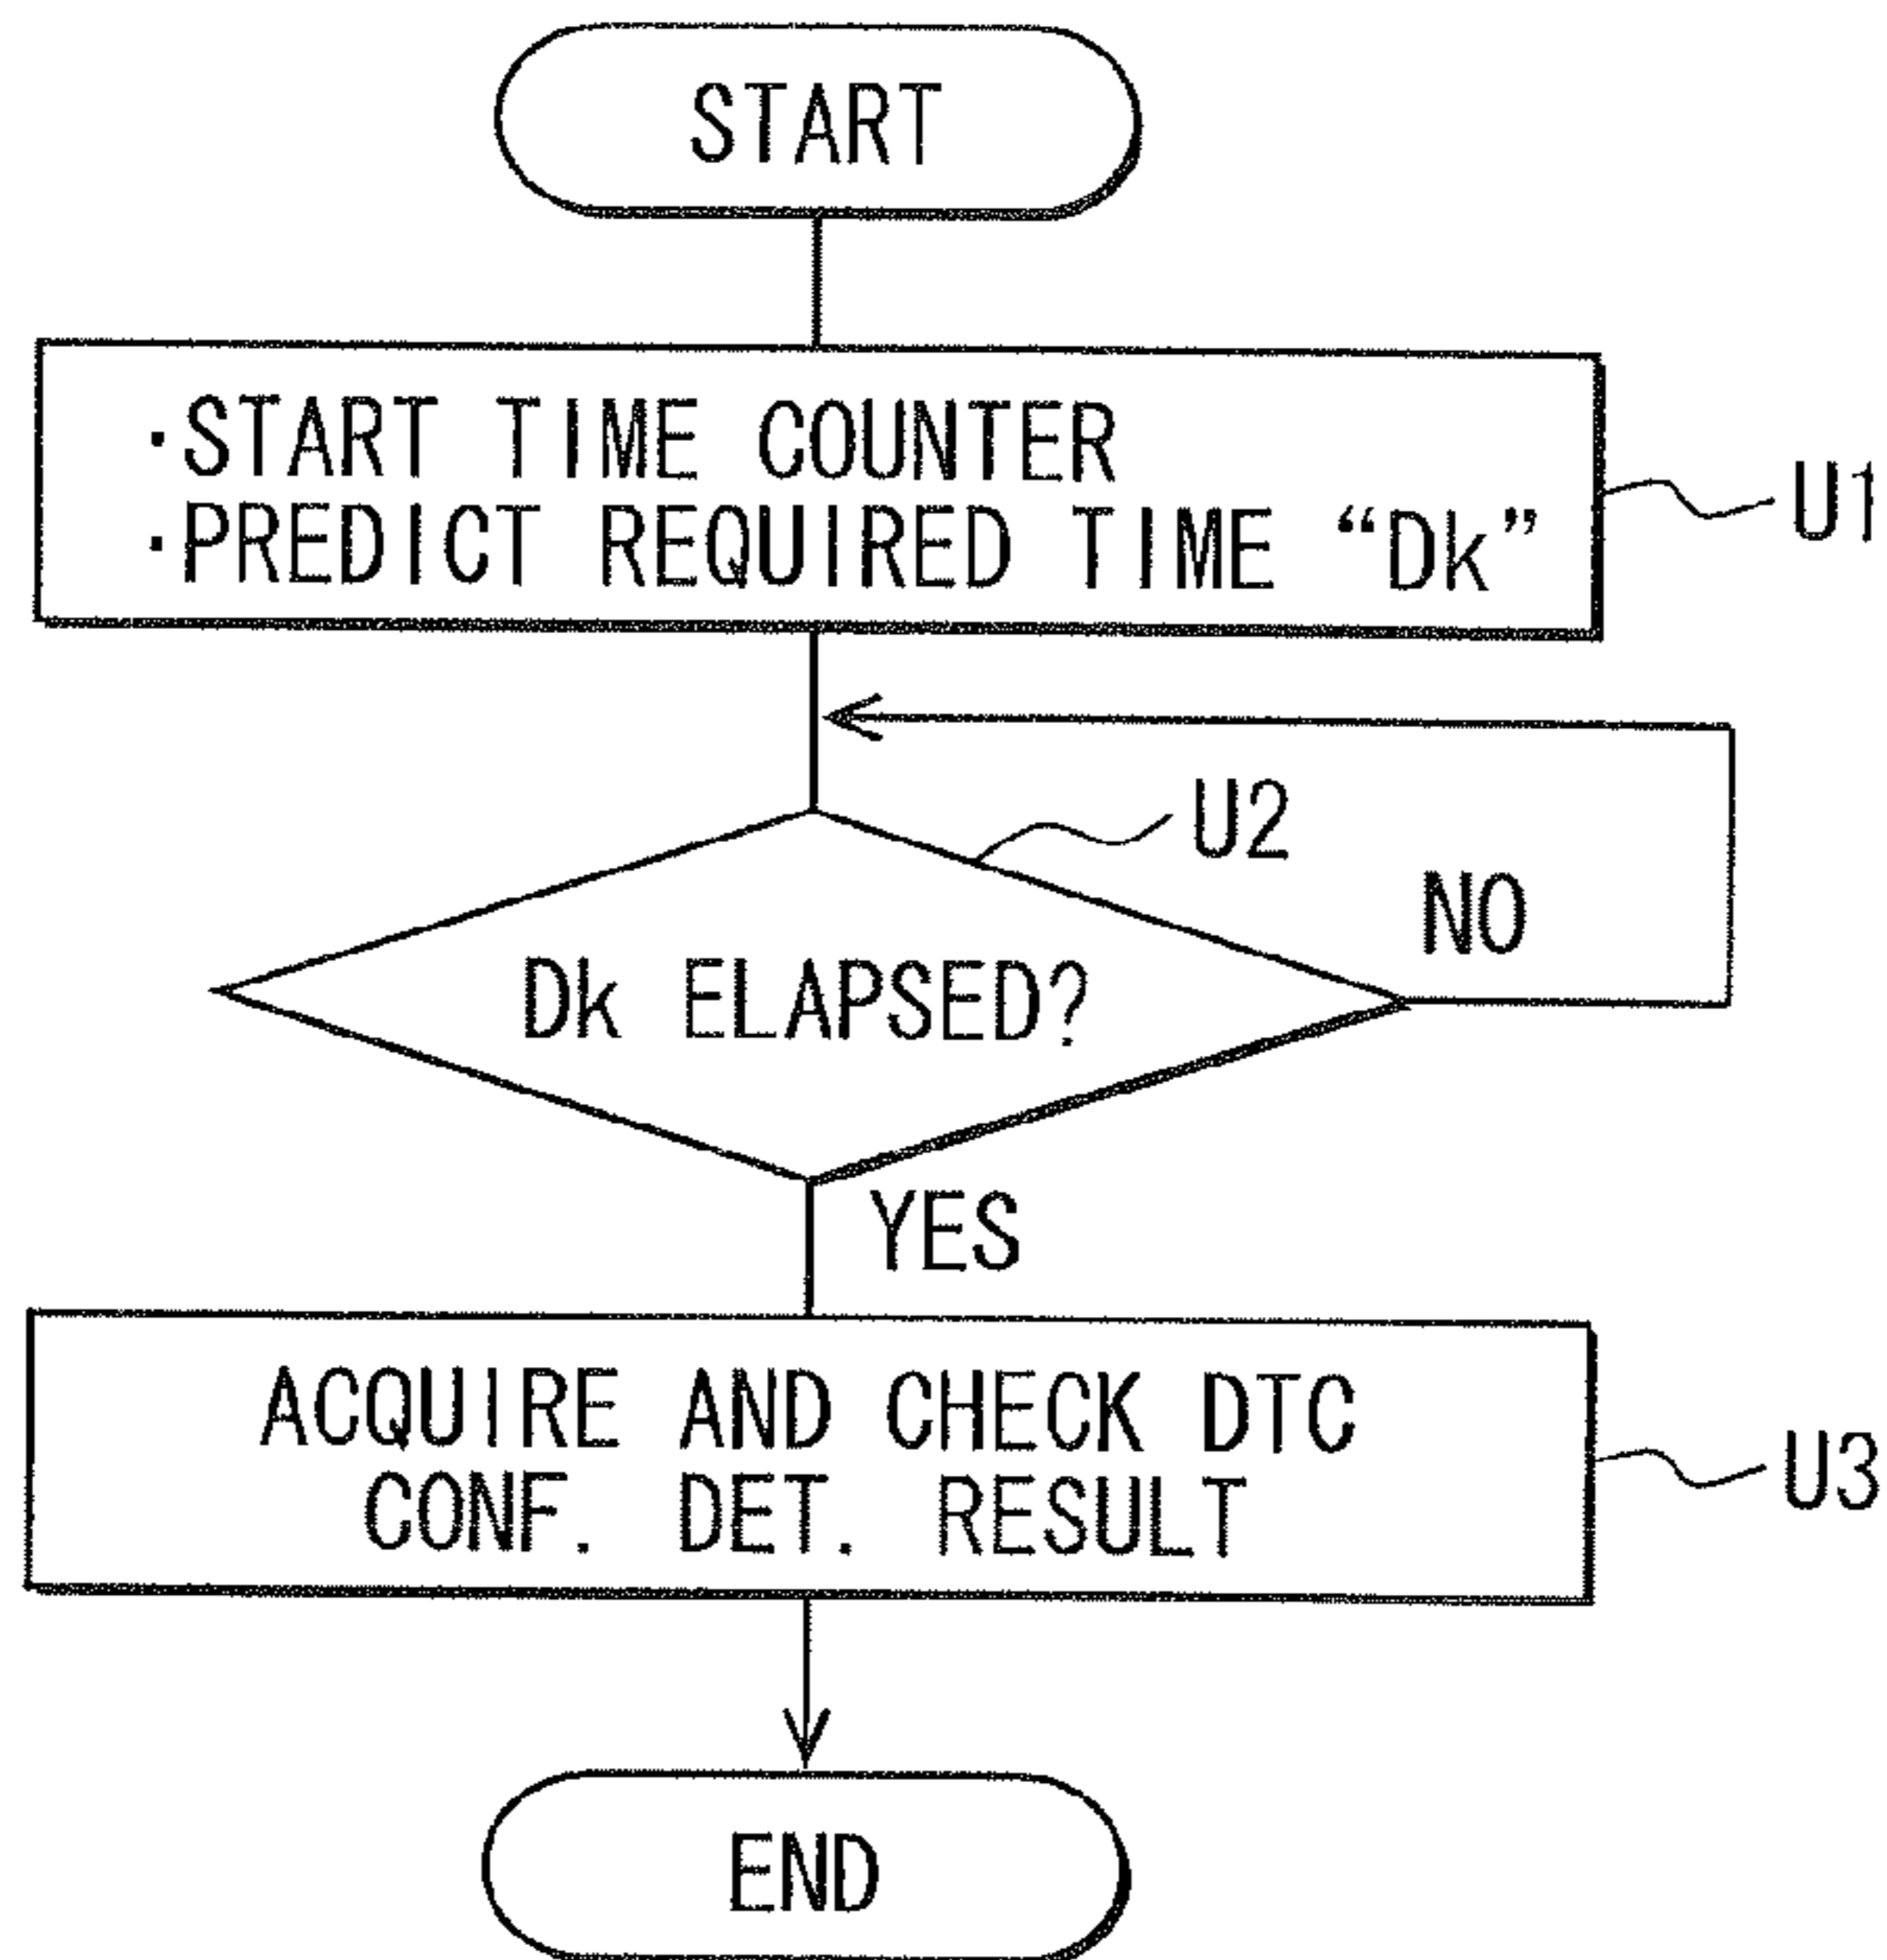 START
·START TIME COUNTER
·PREDICT REQUIRED TIME “Dk”
U1
U2
NO
Dk ELAPSED?
YES
ACQUIRE AND CHECK DTC
CONF. DET. RESULT
U3
END